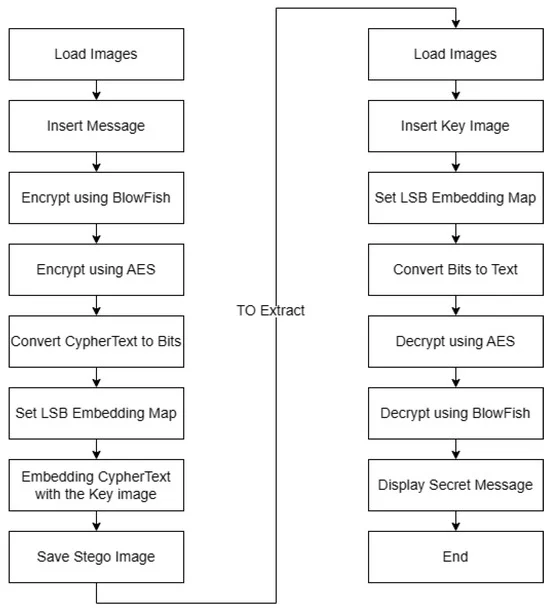 Load Images
Insert Message
Encrypt using BlowFish
Encrypt using AES
Convert CypherText to Bits
Set LSB Embedding Map
Embedding CypherText
with the Key image
Save Stego Image
TO Extract
Load Images
Insert Key Image
Set LSB Embedding Map
Convert Bits to Text
Decrypt using AES
Decrypt using BlowFish
Display Secret Message
End